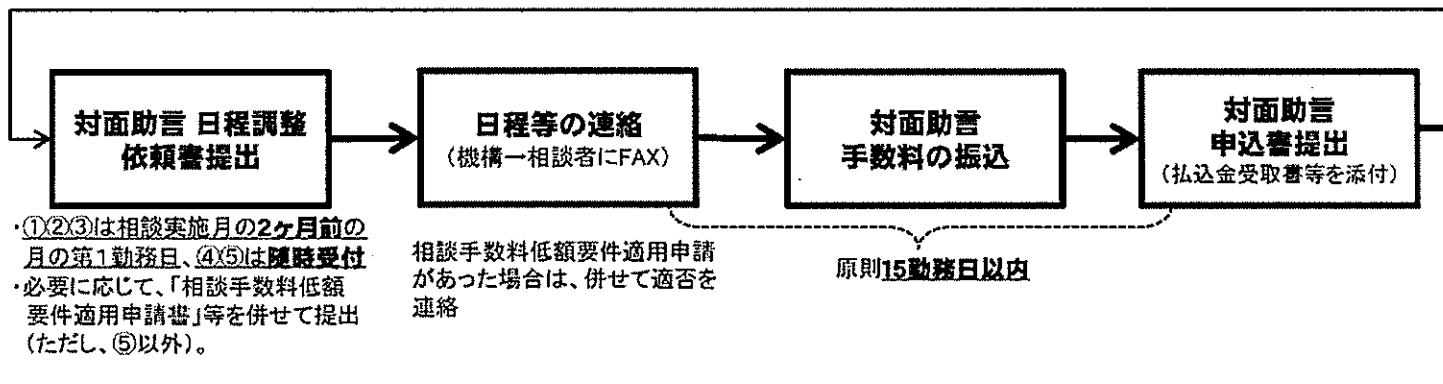 対面助言 日程調整
依頼書提出
日程等の連絡
(機構→相談者にFAX)
対面助言
手数料の振込
対面助言
申込書提出
(払込金受取書等を添付)
・①②③は相談実施月の2ヶ月前の
月の第1勤務日、④⑤は随時受付
・必要に応じて、「相談手数料低額
要件適用申請書」等を併せて提出
(ただし、⑤以外)。
相談手数料低額要件適用申請
があった場合は、併せて適否を
連絡
原則15勤務日以内